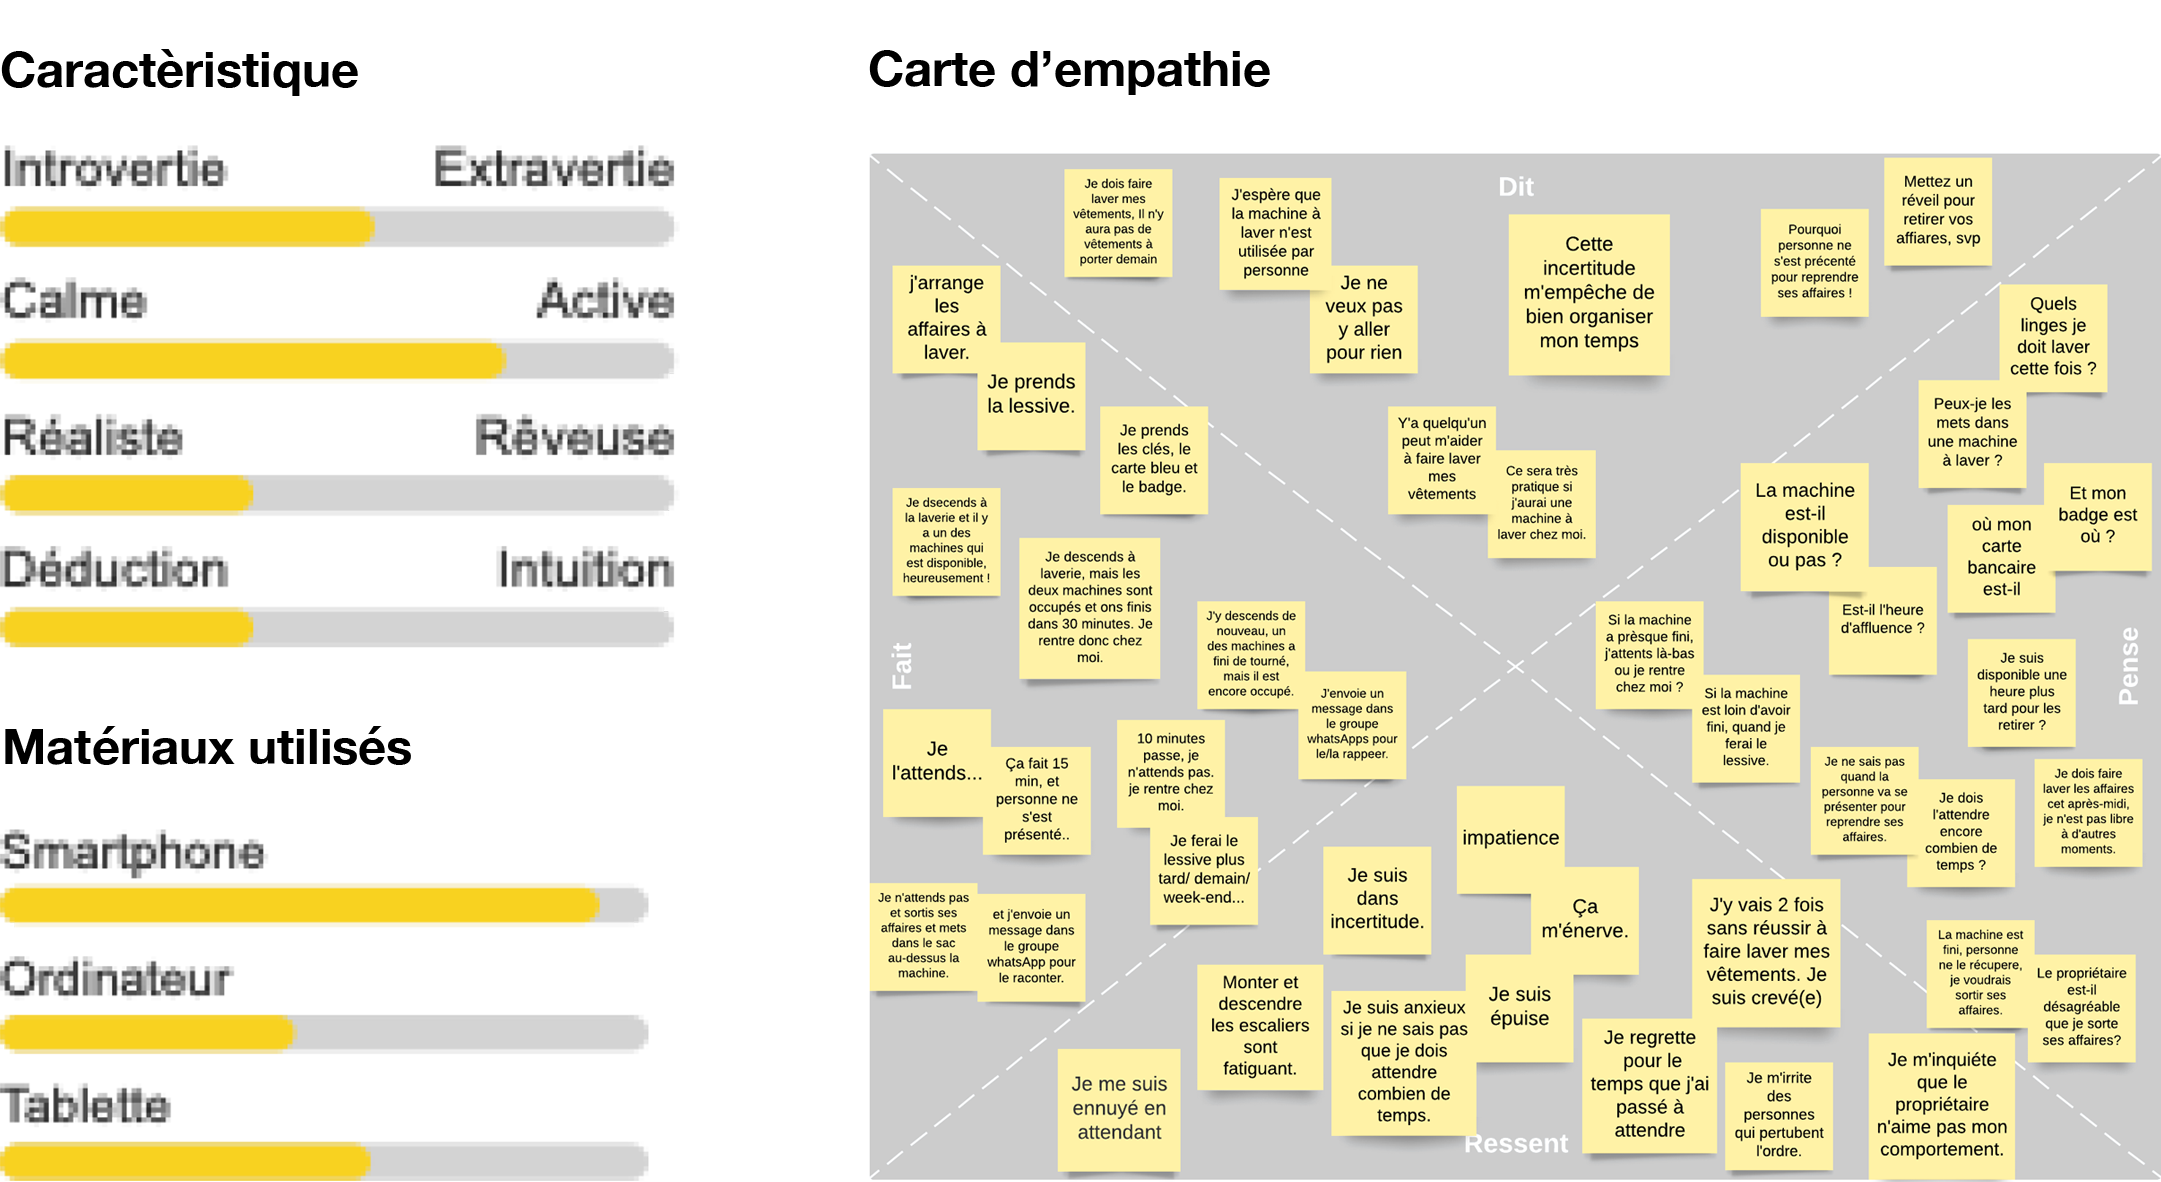 Caractèristique
Introvertie
Extravertie
Calme
Active
Réaliste
Rêveuse
Déduction
Intuition
Matériaux utilisés
Smartphone
Ordinateur
Tablette
Carte d'empathie
Dit
Je dois faire
laver mes
vêtements, Il n'y
aura pas de
vêtements à
porter demain
J'espère que
la machine à
laver n'est
utilisée par
personne
Je ne
veux pas
y aller
pour rien
Cette
incertitude
m'empêche de
bien organiser
mon temps
Pourquoi
personne ne
s'est précenté
pour reprendre
ses affaires !
Mettez un
réveil pour
retirer vos
affiares, svp
Y'a quelqu'un
peut m'aider
à faire laver
mes
vêtements
Ce sera très
pratique si
j'aurai une
machine à
laver chez moi.
Fait
j'arrange
les
affaires à
laver.
Je prends
la lessive.
Je prends
les clés, le
carte bleu et
le badge.
Je dsecends à
la laverie et il y
a un des
machines qui
est disponible,
heureusement !
Je descends à
laverie, mais les
deux machines sont
occupés et ons finis
dans 30 minutes. Je
rentre donc chez
moi.
J'y descends de
nouveau, un
des machines a
fini de tourné,
mais il est
encore occupé.
J'envoie un
message dans
le groupe
whatsApps pour
le/la rappeer.
Je
l'attends...
Ça fait 15
min, et
personne ne
s'est
présenté..
10 minutes
passe, je
n'attends pas.
je rentre chez
moi.
Je ferai le
lessive plus
tard/ demain/
week-end...
Je n'attends pas
et sortis ses
affaires et mets
dans le sac
au-dessus la
machine.
et j'envoie un
message dans
le groupe
whatsApp pour
le raconter.
Pense
Quels
linges je
doit laver
cette fois ?
Peux-je les
mets dans
une machine
à laver ?
Et mon
badge est
où ?
où mon
carte
bancaire
est-il
La machine
est-il
disponible
ou pas ?
Est-il l'heure
d'affluence ?
Si la machine
a prèsque fini,
j'attents là-bas
ou je rentre
chez moi ?
Si la machine
est loin d'avoir
fini, quand je
ferai le
lessive.
Je suis
disponible une
heure plus
tard pour les
retirer ?
Je ne sais pas
quand la
personne va se
présenter pour
reprendre ses
affaires.
Je dois
l'attendre
encore
combien de
temps ?
Je dois faire
laver les affaires
cet après-midi,
je n'est pas libre
à d'autres
moments.
La machine est
fini, personne
ne le récupere,
je voudrais
sortir ses
affaires.
Le propriétaire
est-il
désagréable
que je sorte
ses affaires?
Ressent
impatience
Je suis
dans
incertitude.
Ça
m'énerve.
Je suis
épuise
J'y vais 2 fois
sans réussir à
faire laver mes
vêtements. Je
suis crevé(e)
Monter et
descendre
les escaliers
sont
fatiguant.
Je suis anxieux
si je ne sais pas
que je dois
attendre
combien de
temps.
Je me suis
ennuyé en
attendant
Je regrette
pour le
temps que j'ai
passé à
attendre
Je m'irrite
des
personnes
qui pertubent
l'ordre.
Je m'inquiéte
que le
propriétaire
n'aime pas mon
comportement.